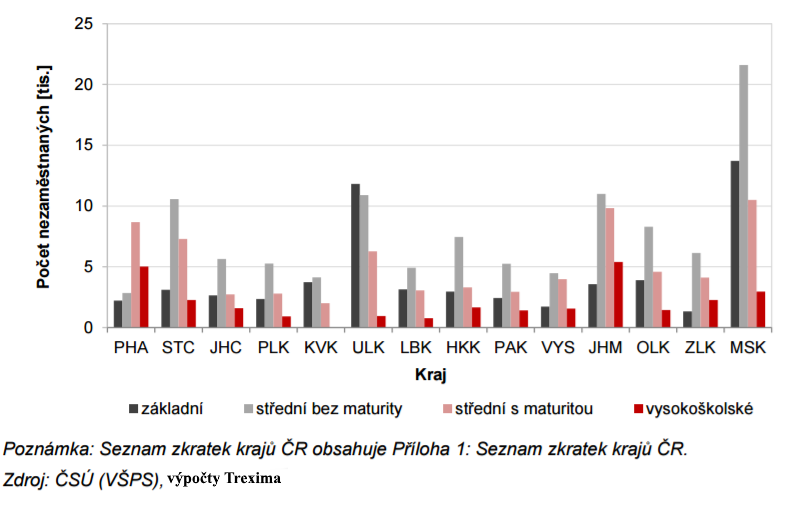 25
20
15
10
5
0
Počet nezaměstnaných [tis.]
PHA STC JHC PLK KVK ULK LBK HKK PAK VYS JHM OLK ZLK MSK
Kraj
základní střední bez maturity střední s maturitou vysokoškolské
Poznámka: Seznam zkratek krajů ČR obsahuje Příloha 1: Seznam zkratek krajů ČR.
Zdroj: ČSÚ (VŠPS), výpočty Trexima